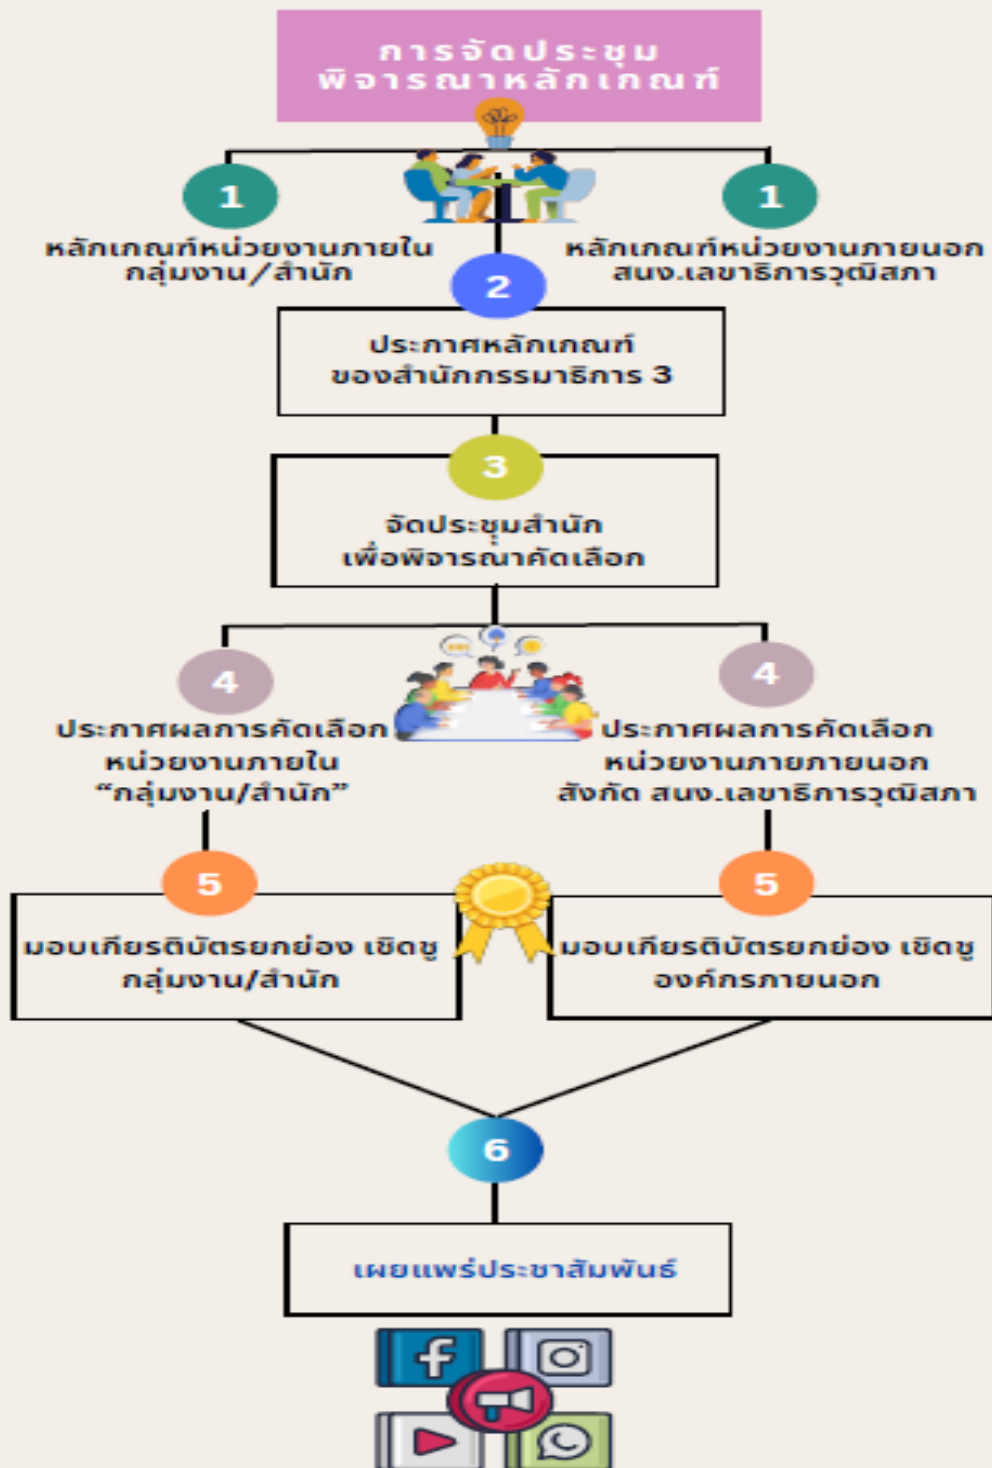 การจัดประชุม
พิจารณาหลักเกณฑ์
1
หลักเกณฑ์หน่วยงานภายใน
กลุ่มงาน/สำนัก
1
หลักเกณฑ์หน่วยงานภายนอก
สนง.เลขาธิการวุฒิสภา
2
ประกาศหลักเกณฑ์
ของสำนักกรรมาธิการ 3
3
จัดประชุมสำนัก
เพื่อพิจารณาคัดเลือก
4
ประกาศผลการคัดเลือก
หน่วยงานภายใน
“กลุ่มงาน/สำนัก”
4
ประกาศผลการคัดเลือก
หน่วยงานภายภายนอก
สังกัด สนง.เลขาธิการวุฒิสภา
5
มอบเกียรติบัตรยกย่อง เชิดชู
กลุ่มงาน/สำนัก
5
มอบเกียรติบัตรยกย่อง เชิดชู
องค์กรภายนอก
6
เผยแพร่ประชาสัมพันธ์